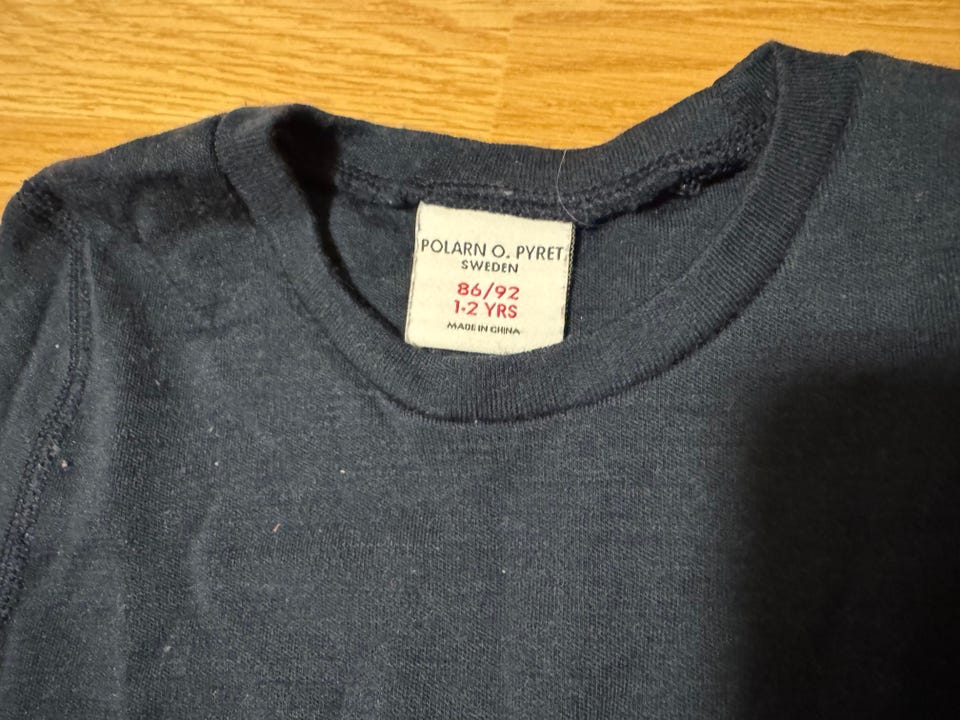 POLARN O. PYRET
SWEDEN
86/92
1-2 YRS
MADE IN CHINA